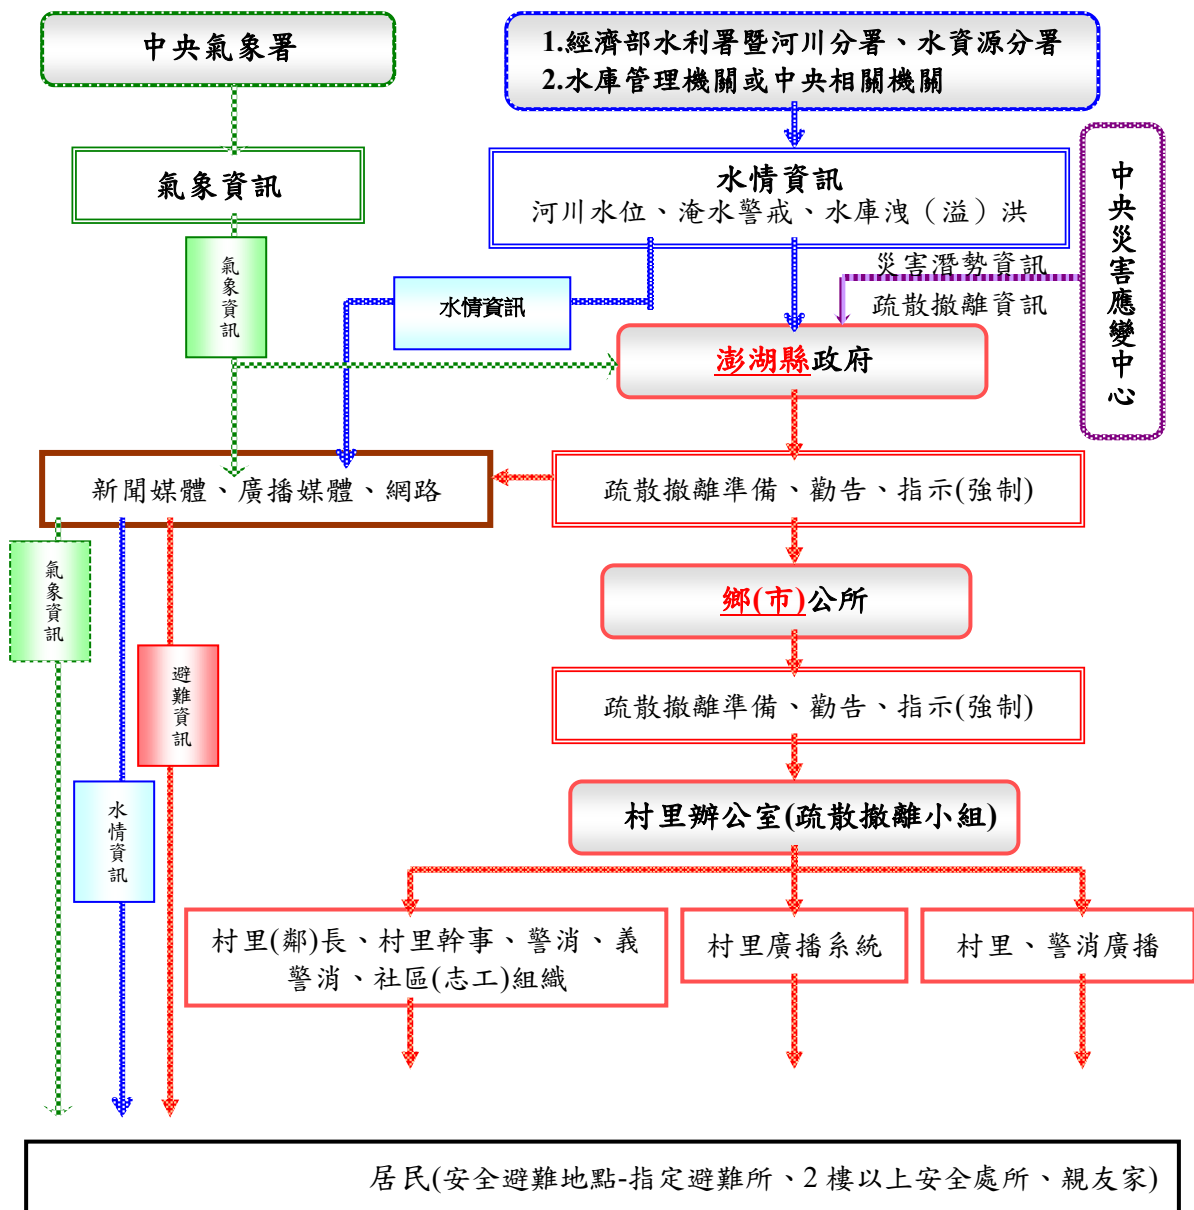 中央氣象署
1.經濟部水利署暨河川分署、水資源分署
2.水庫管理機關或中央相關機關
氣象資訊
水情資訊
河川水位、淹水警戒、水庫洩（溢）洪
中央災害應變中心
氣象資訊
水情資訊
災害潛勢資訊
疏散撤離資訊
澎湖縣政府
新聞媒體、廣播媒體、網路
疏散撤離準備、勸告、指示(強制)
氣象資訊
鄉(市)公所
避難資訊
疏散撤離準備、勸告、指示(強制)
水情資訊
村里辦公室(疏散撤離小組)
村里(鄰)長、村里幹事、警消、義
警消、社區(志工)組織
村里廣播系統
村里、警消廣播
居民(安全避難地點-指定避難所、2 樓以上安全處所、親友家)